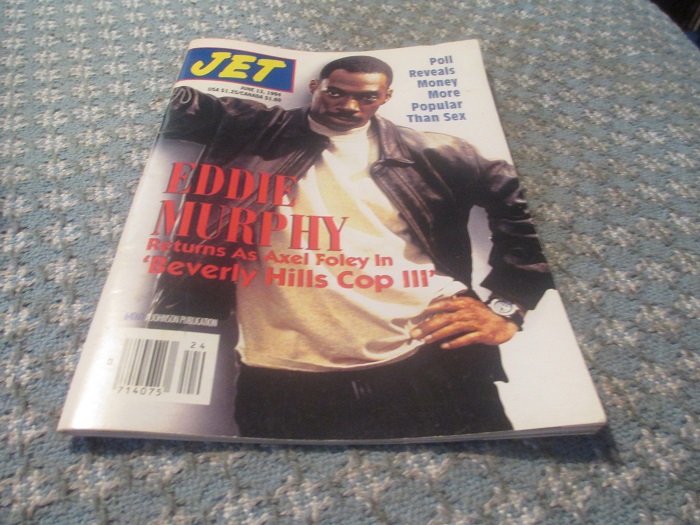 JET
JUNE 13, 1994
USA $1.25/CANADA $1.60
Poll
Reveals
Money
More
Popular
Than Sex
EDDIE
MURPHY
Returns As Axel Foley In
'Beverly Hills Cop III'
JOHNSON PUBLICATION
24
0
714075